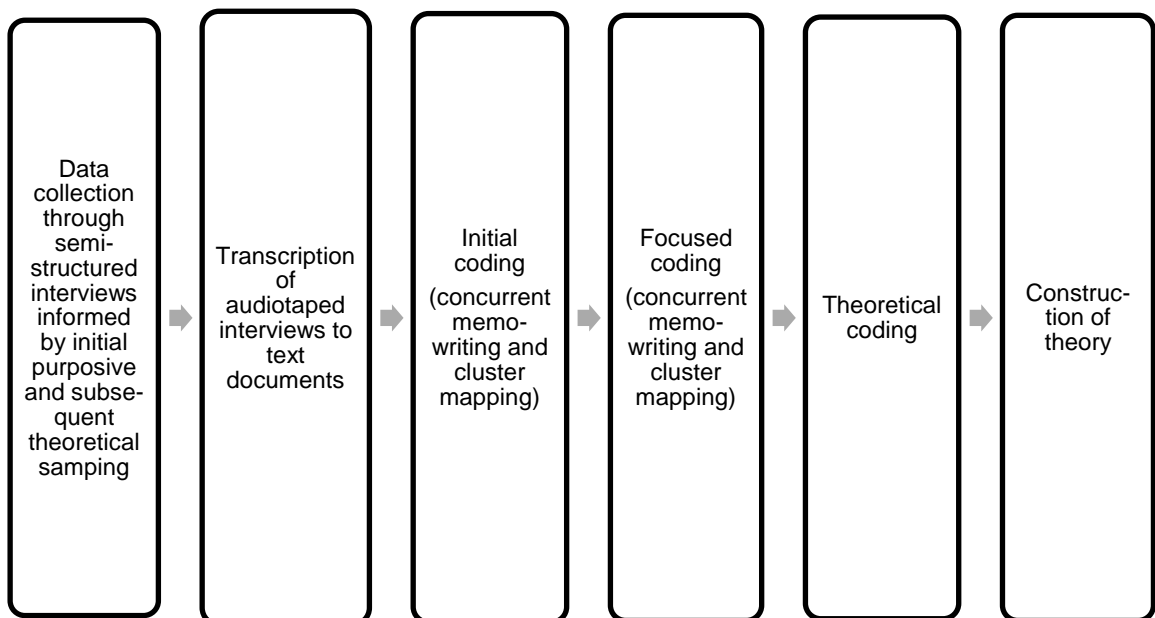 Data
collection
through
semi-
structured
interviews
informed
by initial
purposive
and subse-
quent
theoretical
samping
Transcription
of
audiotaped
interviews to
text
documents
Initial
coding
(concurrent
memo-
writing and
cluster
mapping)
Focused
coding
(concurrent
memo-
writing and
cluster
mapping)
Theoretical
coding
Construc-
tion of
theory